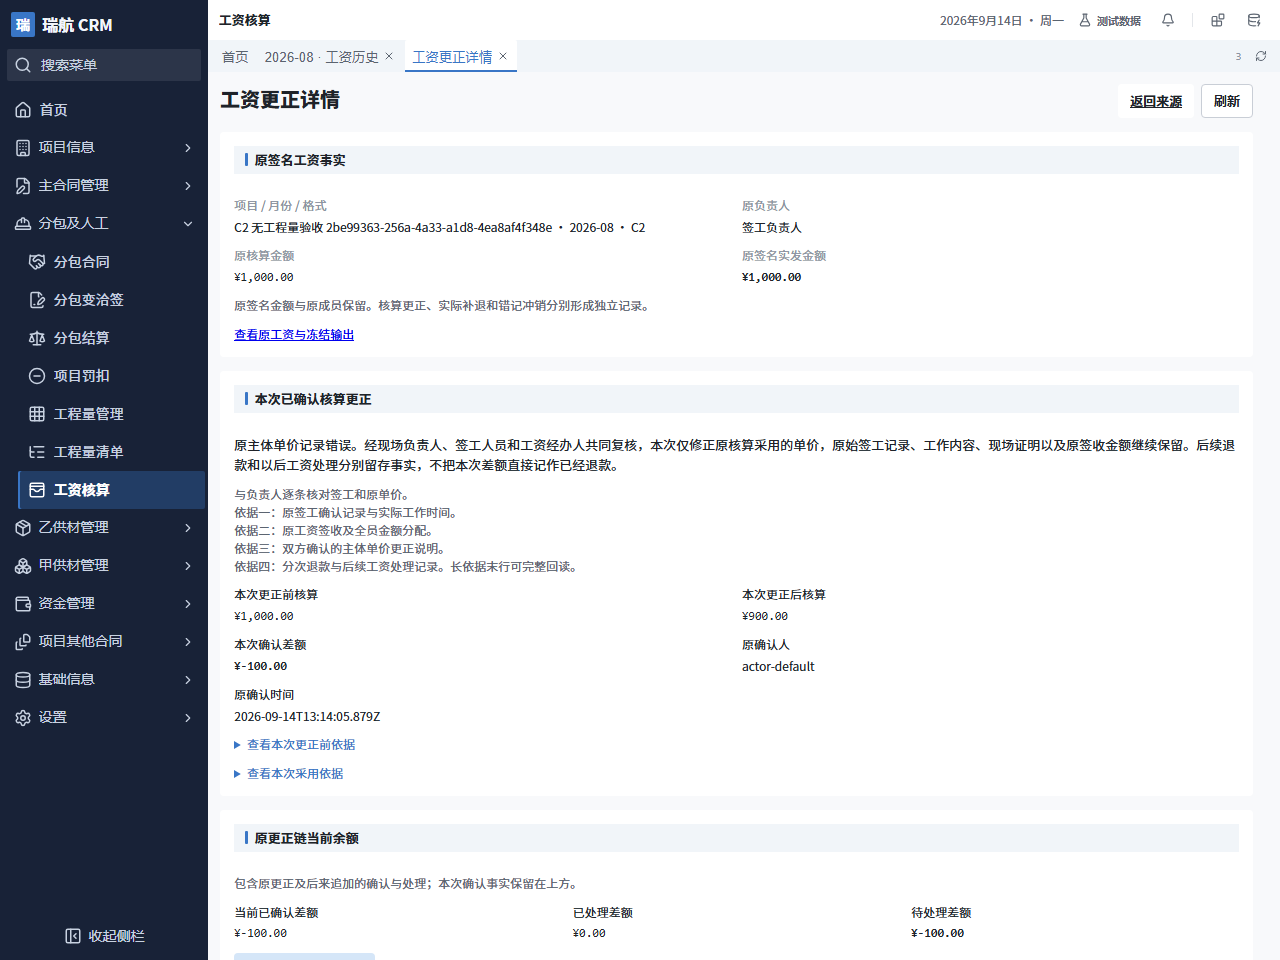 瑞 瑞航 CRM
搜索菜单
首页
项目信息
主合同管理
分包及人工
分包合同
分包变洽签
分包结算
项目罚扣
工程量管理
工程量清单
工资核算
乙供材管理
甲供材管理
资金管理
项目其他合同
基础信息
设置
收起侧栏
工资核算
2026年9月14日 · 周一 测试数据
首页 2026-08 · 工资历史 × 工资更正详情 × 3
工资更正详情
返回来源 刷新
原签名工资事实
项目 / 月份 / 格式 原负责人
C2 无工程量验收 2be99363-256a-4a33-a1d8-4ea8af4f348e · 2026-08 · C2 签工负责人
原核算金额 原签名实发金额
¥1,000.00 ¥1,000.00
原签名金额与原成员保留。核算更正、实际补退和错记冲销分别形成独立记录。
查看原工资与冻结输出
本次已确认核算更正
原主体单价记录错误。经现场负责人、签工人员和工资经办人共同复核，本次仅修正原核算采用的单价，原始签工记录、工作内容、现场证明以及原签收金额继续保留。后续退
款和以后工资处理分别留存事实，不把本次差额直接记作已经退款。
与负责人逐条核对签工和原单价。
依据一：原签工确认记录与实际工作时间。
依据二：原工资签收及全员金额分配。
依据三：双方确认的主体单价更正说明。
依据四：分次退款与后续工资处理记录。长依据末行可完整回读。
本次更正前核算 本次更正后核算
¥1,000.00 ¥900.00
本次确认差额 原确认人
¥-100.00 actor-default
原确认时间
2026-09-14T13:14:05.879Z
查看本次更正前依据
查看本次采用依据
原更正链当前余额
包含原更正及后来追加的确认与处理；本次确认事实保留在上方。
当前已确认差额 已处理差额 待处理差额
¥-100.00 ¥0.00 ¥-100.00